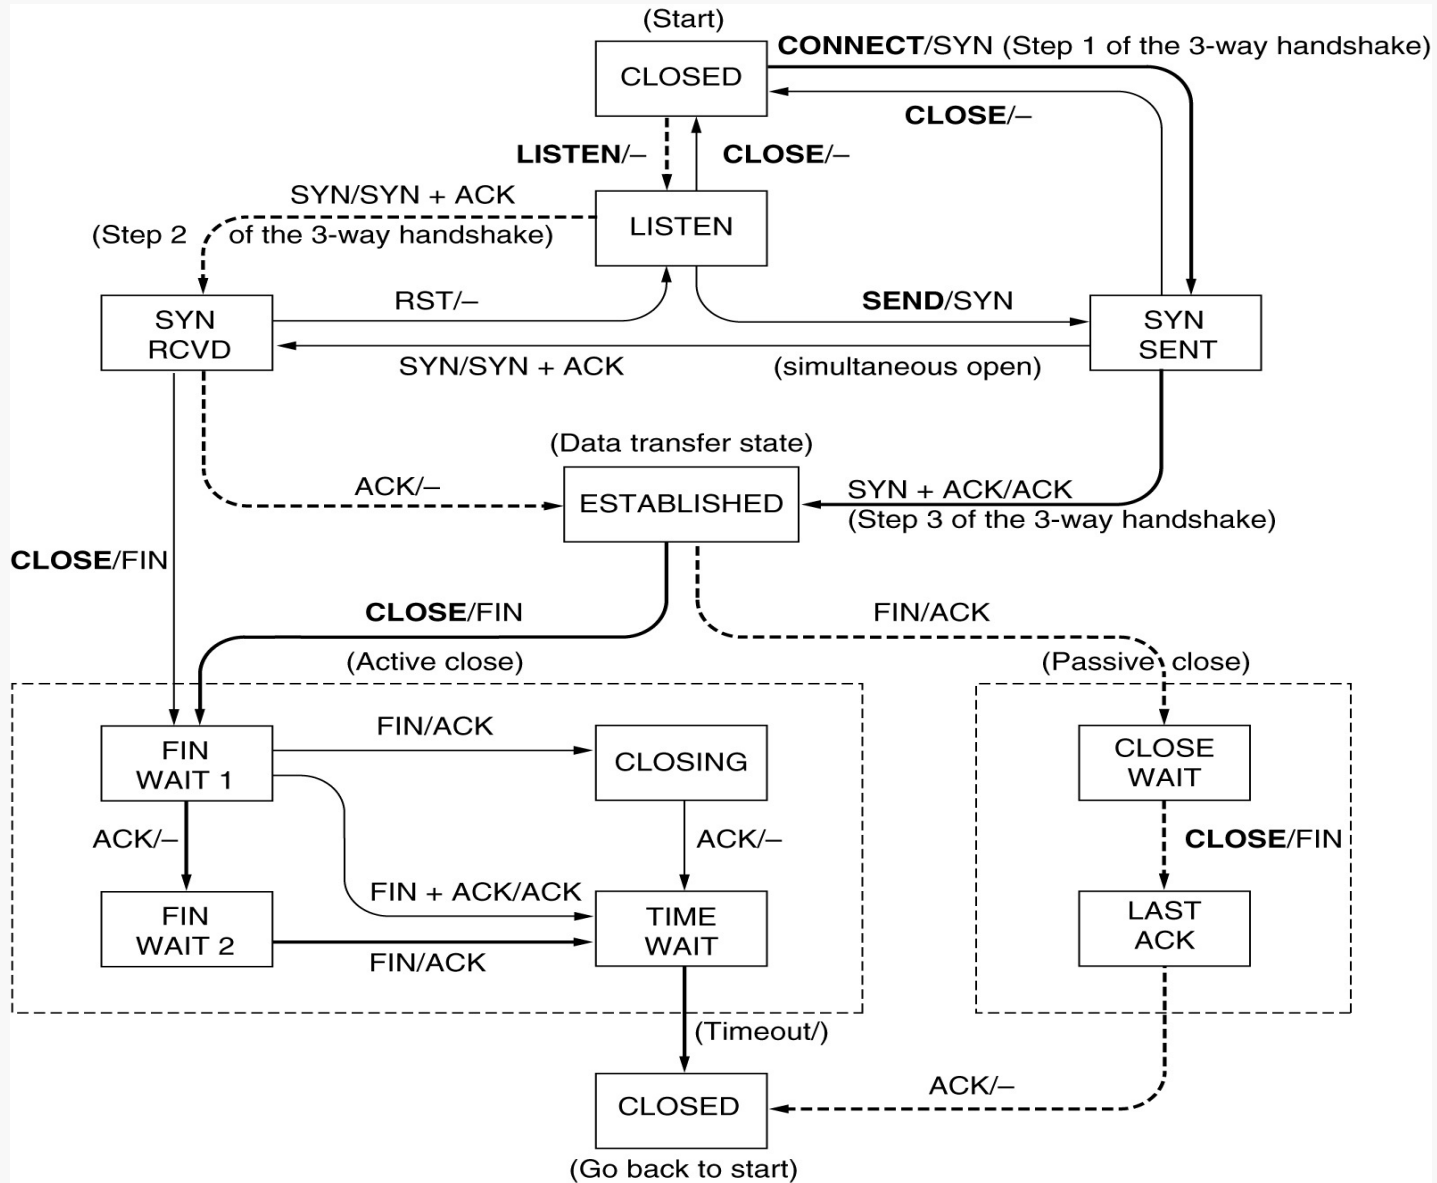 (Start)
CONNECT/SYN (Step 1 of the 3-way handshake)
CLOSED
CLOSE/–
LISTEN/–
CLOSE/–
SYN/SYN + ACK
(Step 2 of the 3-way handshake)
LISTEN
RST/–
SEND/SYN
SYN
RCVD
SYN
SENT
SYN/SYN + ACK
(simultaneous open)
(Data transfer state)
ACK/–
ESTABLISHED
SYN + ACK/ACK
(Step 3 of the 3-way handshake)
CLOSE/FIN
CLOSE/FIN
FIN/ACK
(Active close)
(Passive close)
FIN
WAIT 1
FIN/ACK
CLOSING
CLOSE
WAIT
ACK/–
ACK/–
CLOSE/FIN
FIN + ACK/ACK
FIN
WAIT 2
TIME
WAIT
LAST
ACK
FIN/ACK
(Timeout/)
ACK/–
CLOSED
(Go back to start)